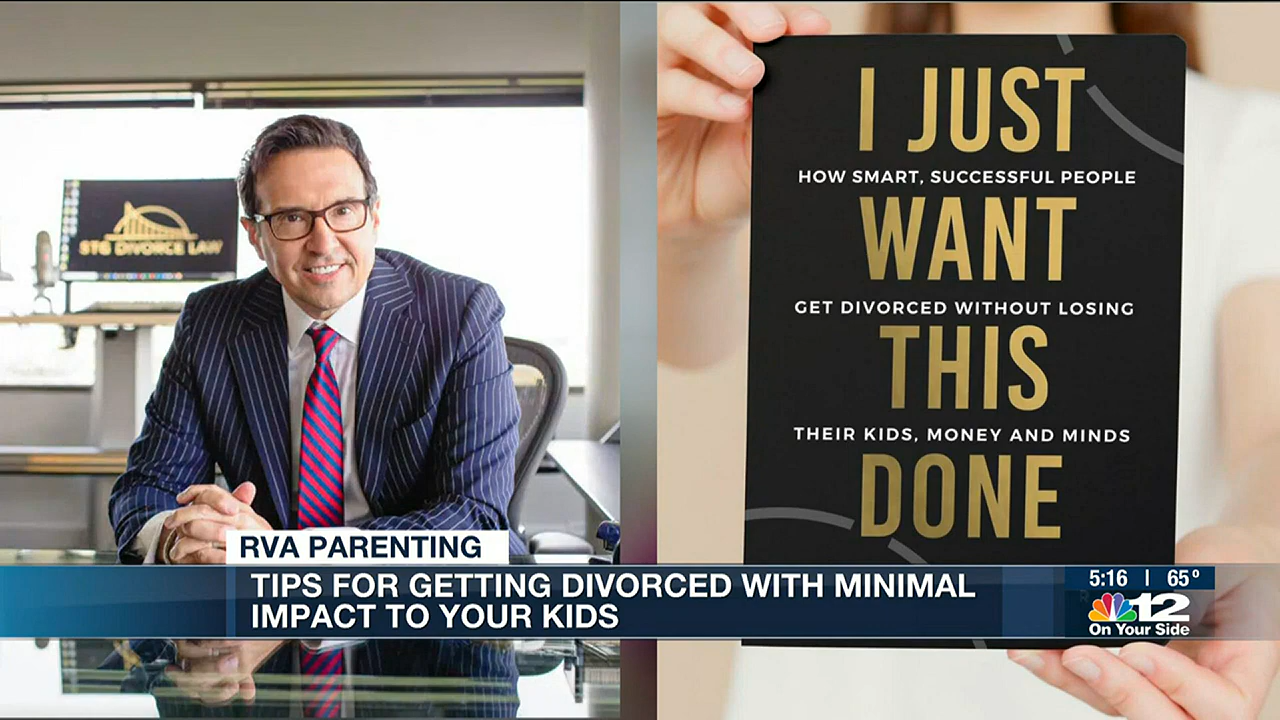 STG DIVORCE LAW
I JUST
HOW SMART, SUCCESSFUL PEOPLE
WANT
GET DIVORCED WITHOUT LOSING
THIS
THEIR KIDS, MONEY AND MINDS
DONE
RVA PARENTING
TIPS FOR GETTING DIVORCED WITH MINIMAL
IMPACT TO YOUR KIDS
5:16 | 65º
12
On Your Side